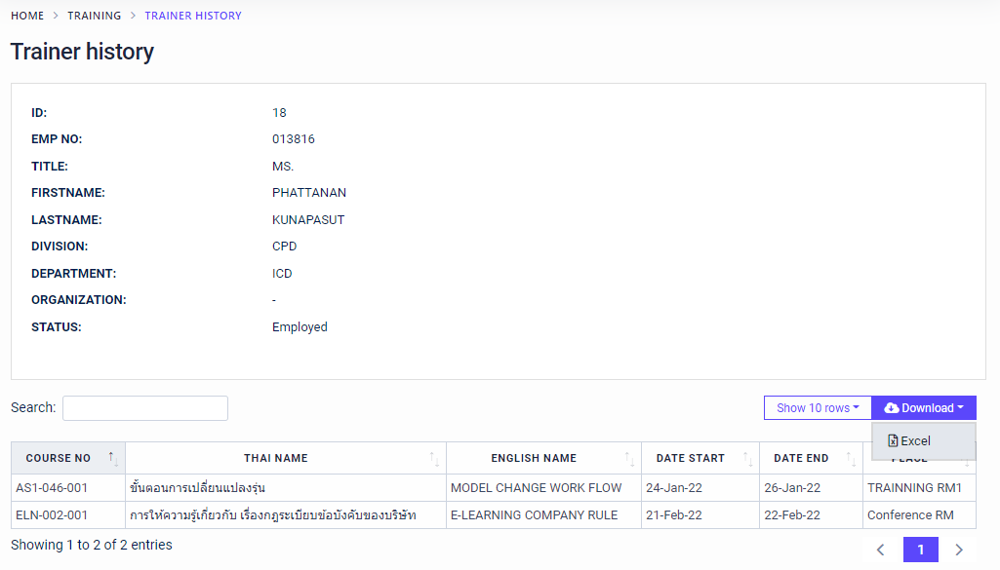 HOME > TRAINING > TRAINER HISTORY
Trainer history
ID: 18
EMP NO: 013816
TITLE: MS.
FIRSTNAME: PHATTANAN
LASTNAME: KUNAPASUT
DIVISION: CPD
DEPARTMENT: ICD
ORGANIZATION: -
STATUS: Employed
Search: Show 10 rows Download
Excel
COURSE NO THAI NAME ENGLISH NAME DATE START DATE END PLACE
AS1-046-001 ขั้นตอนการเปลี่ยนแปลงรุ่น MODEL CHANGE WORK FLOW 24-Jan-22 26-Jan-22 TRAINNING RM1
ELN-002-001 การให้ความรู้เกี่ยวกับ เรื่องกฎระเบียบข้อบังคับของบริษัท E-LEARNING COMPANY RULE 21-Feb-22 22-Feb-22 Conference RM
Showing 1 to 2 of 2 entries < 1 >